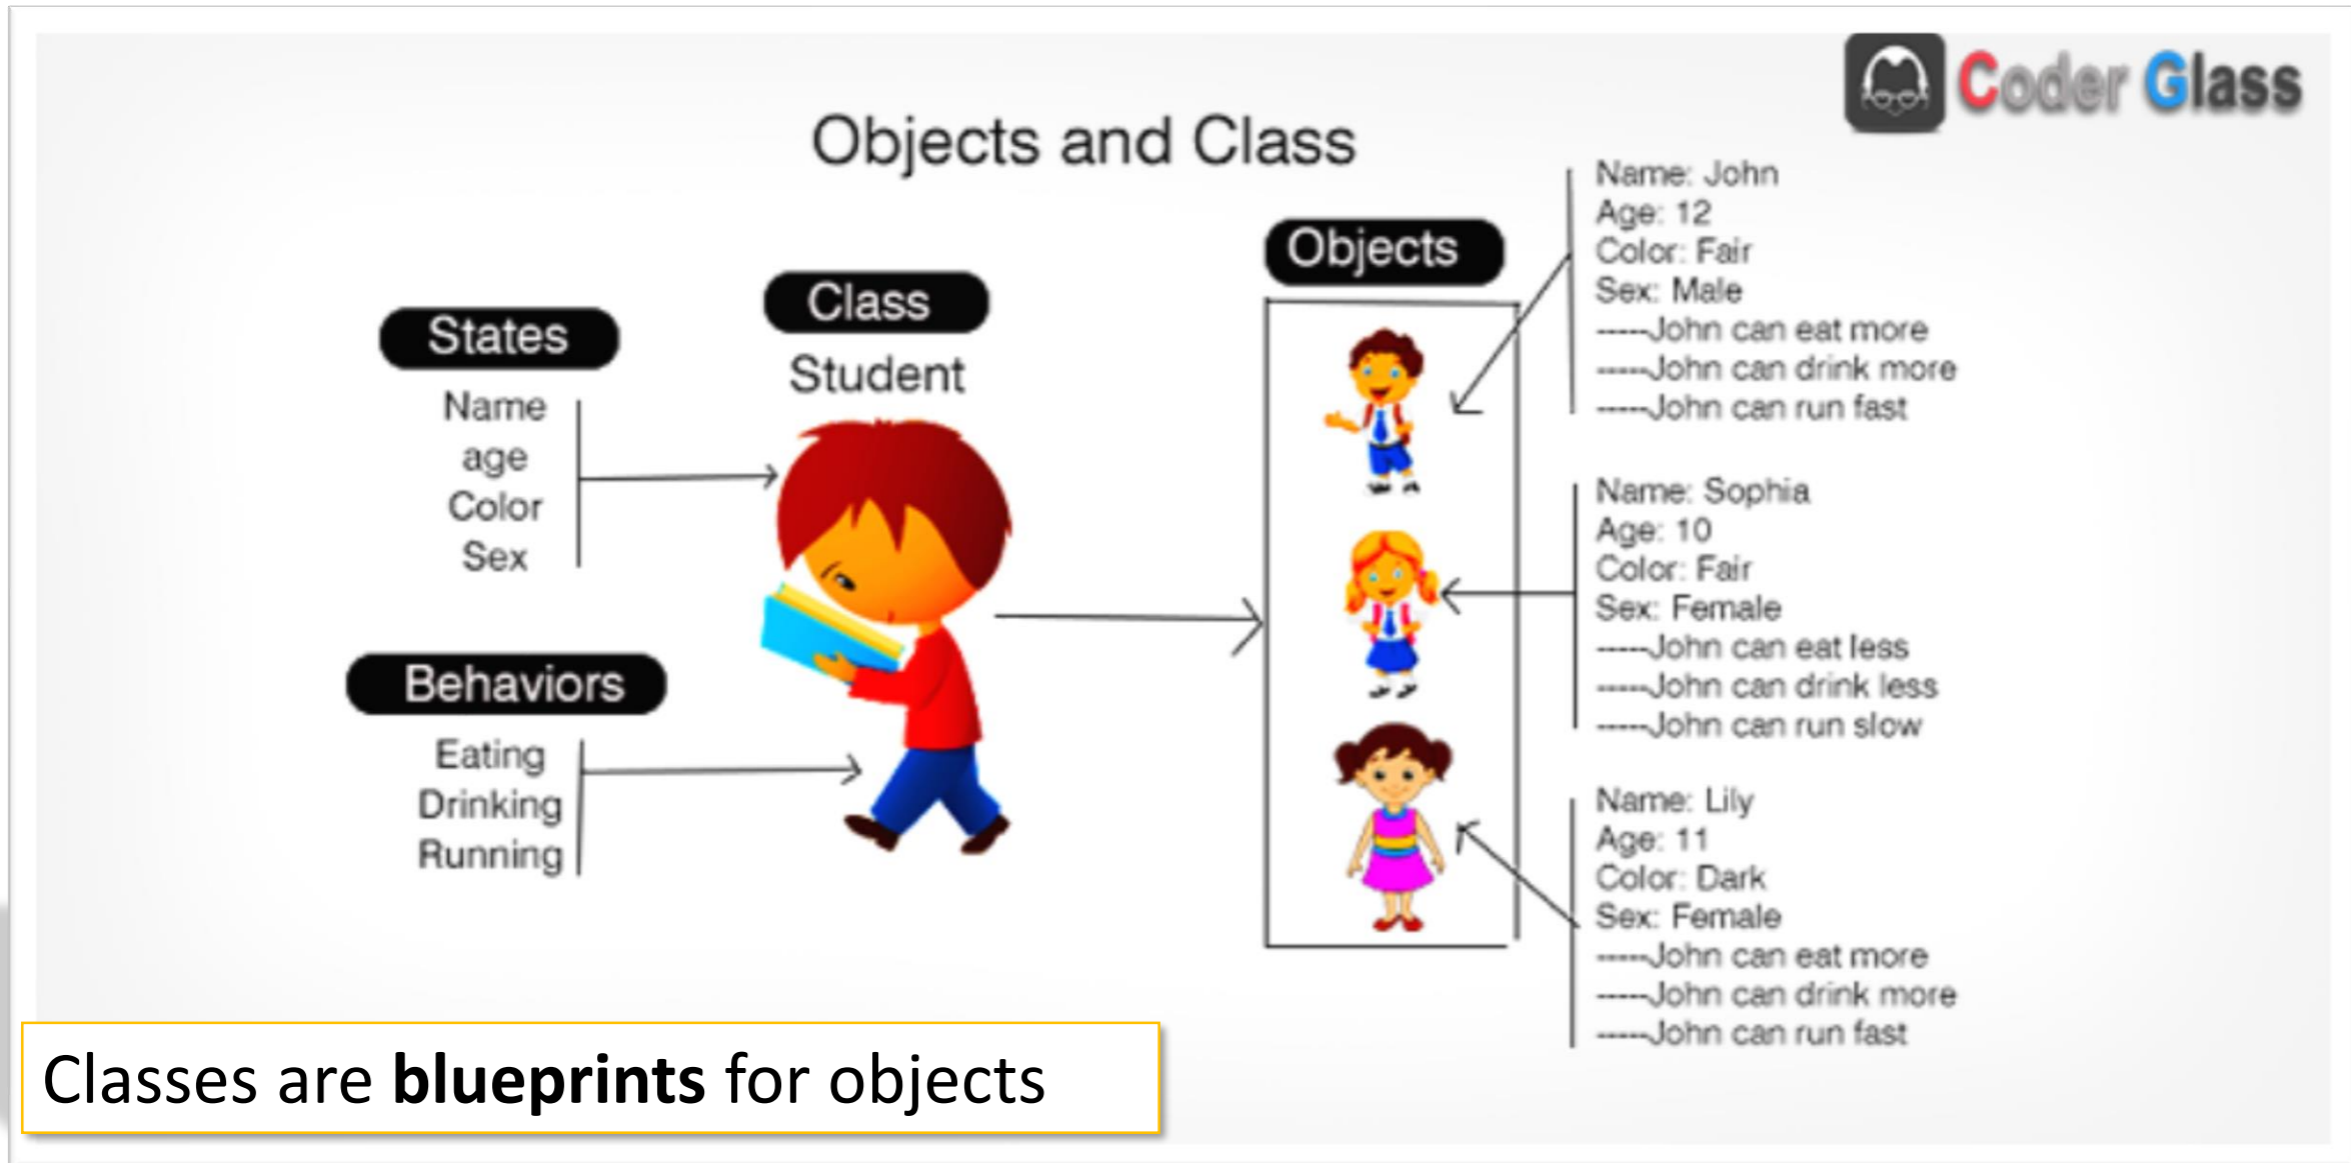 Coder Glass
Objects and Class
States
Name
age
Color
Sex
Behaviors
Eating
Drinking
Running
Class
Student
Objects
Name: John
Age: 12
Color: Fair
Sex: Male
-----John can eat more
-----John can drink more
-----John can run fast
Name: Sophia
Age: 10
Color: Fair
Sex: Female
-----John can eat less
-----John can drink less
-----John can run slow
Name: Lily
Age: 11
Color: Dark
Sex: Female
-----John can eat more
-----John can drink more
-----John can run fast
Classes are blueprints for objects